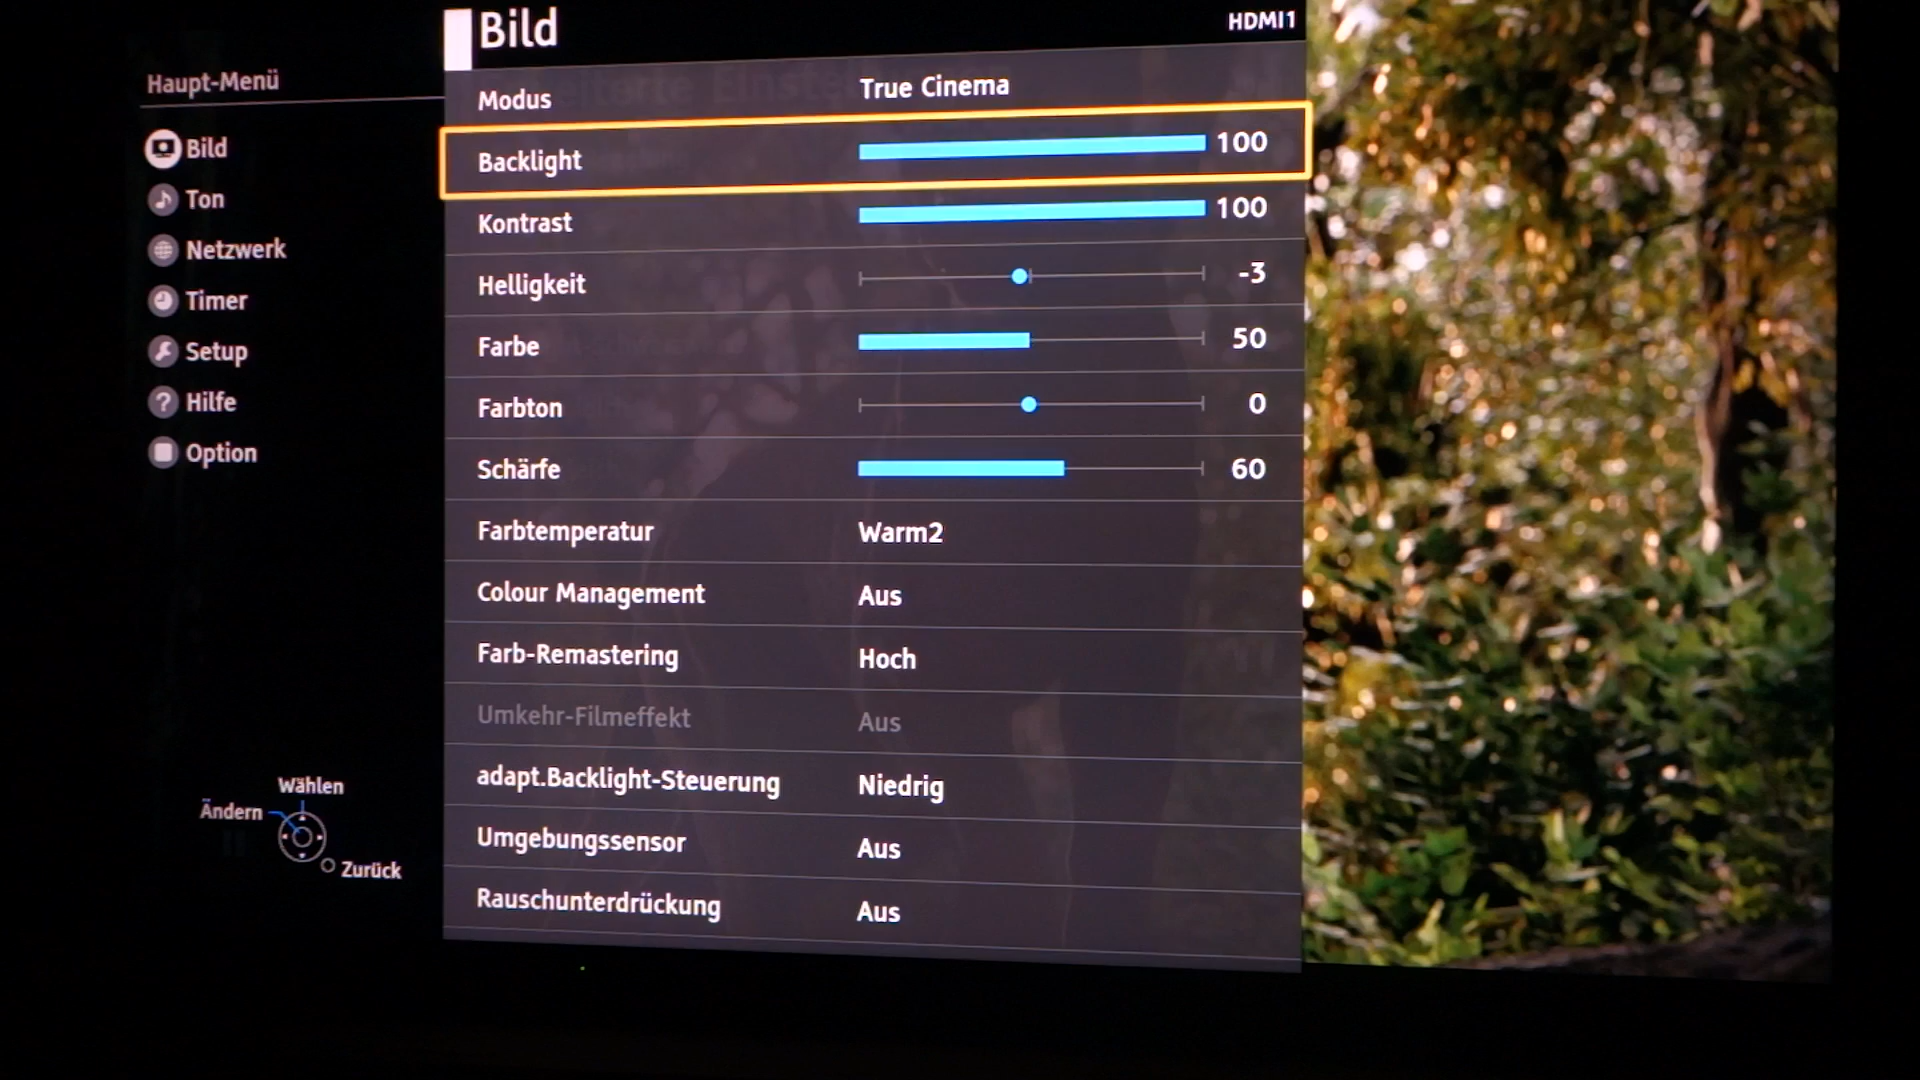 Bild
HDMI1
Haupt-Menü
Bild
Ton
Netzwerk
Timer
Setup
Hilfe
Option
Wählen
Ändern
Zurück
Modus True Cinema
Backlight 100
Kontrast 100
Helligkeit -3
Farbe 50
Farbton 0
Schärfe 60
Farbtemperatur Warm2
Colour Management Aus
Farb-Remastering Hoch
Umkehr-Filmeffekt Aus
adapt.Backlight-Steuerung Niedrig
Umgebungssensor Aus
Rauschunterdrückung Aus